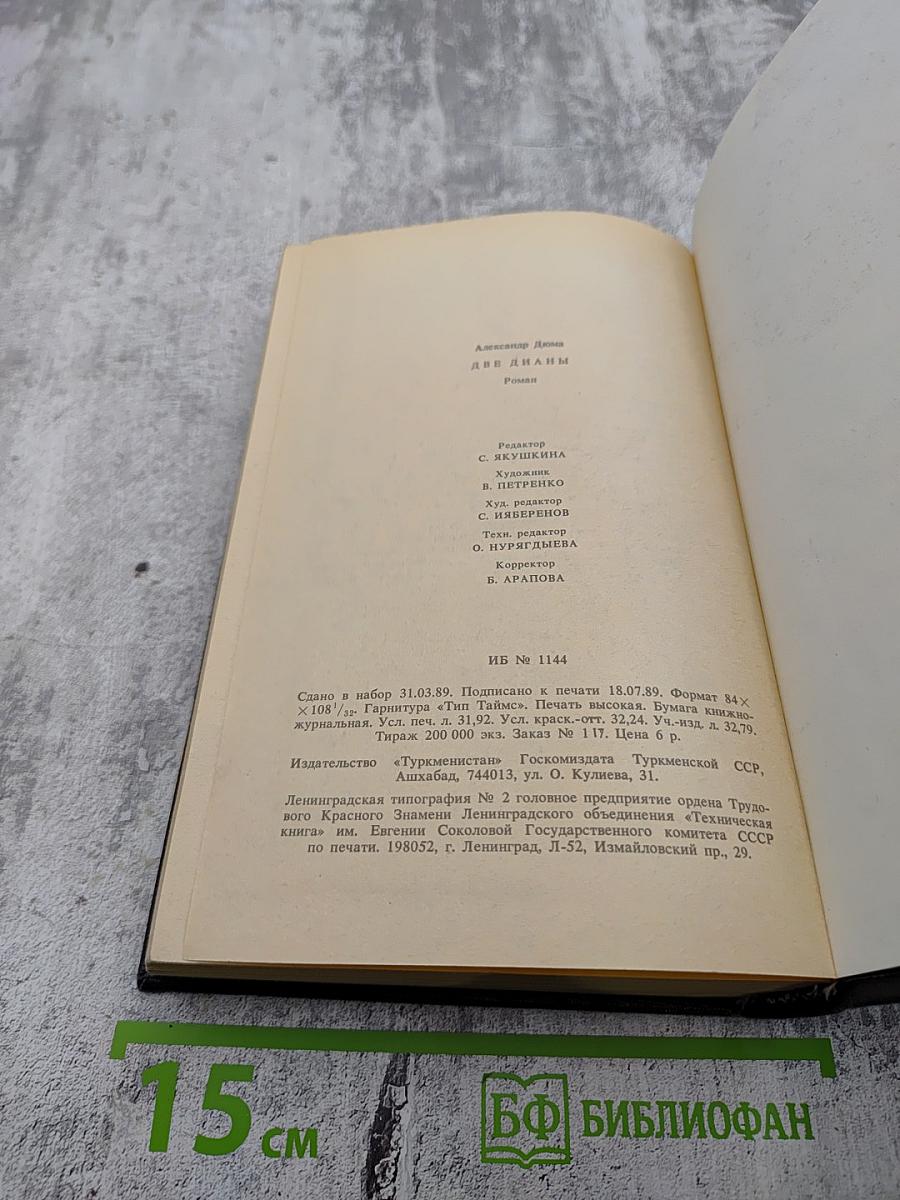 Александр Дюма
ДВЕ ДИАНЫ
Роман
Редактор
С. ЯКУШКИНА
Художник
В. ПЕТРЕНКО
Худ. редактор
С. ИЯБЕРЕНОВ
Техн. редактор
О. НУРЯГДЫЕВА
Корректор
Б. АРАПОВА
ИБ № 1144
Сдано в набор 31.03.89. Подписано к печати 18.07.89. Формат 84×
×108 1/32. Гарнитура «Тип Таймс». Печать высокая. Бумага книжно-
журнальная. Усл. печ. л. 31,92. Усл. краск.-отт. 32,24. Уч.-изд. л. 32,79.
Тираж 200 000 экз. Заказ № 117. Цена 6 р.
Издательство «Туркменистан» Госкомиздата Туркменской ССР,
Ашхабад, 744013, ул. О. Кулиева, 31.
Ленинградская типография № 2 головное предприятие ордена Трудо-
вого Красного Знамени Ленинградского объединения «Техническая
книга» им. Евгении Соколовой Государственного комитета СССР
по печати. 198052, г. Ленинград, Л-52, Измайловский пр., 29.
15 см
БФ БИБЛИОФАН